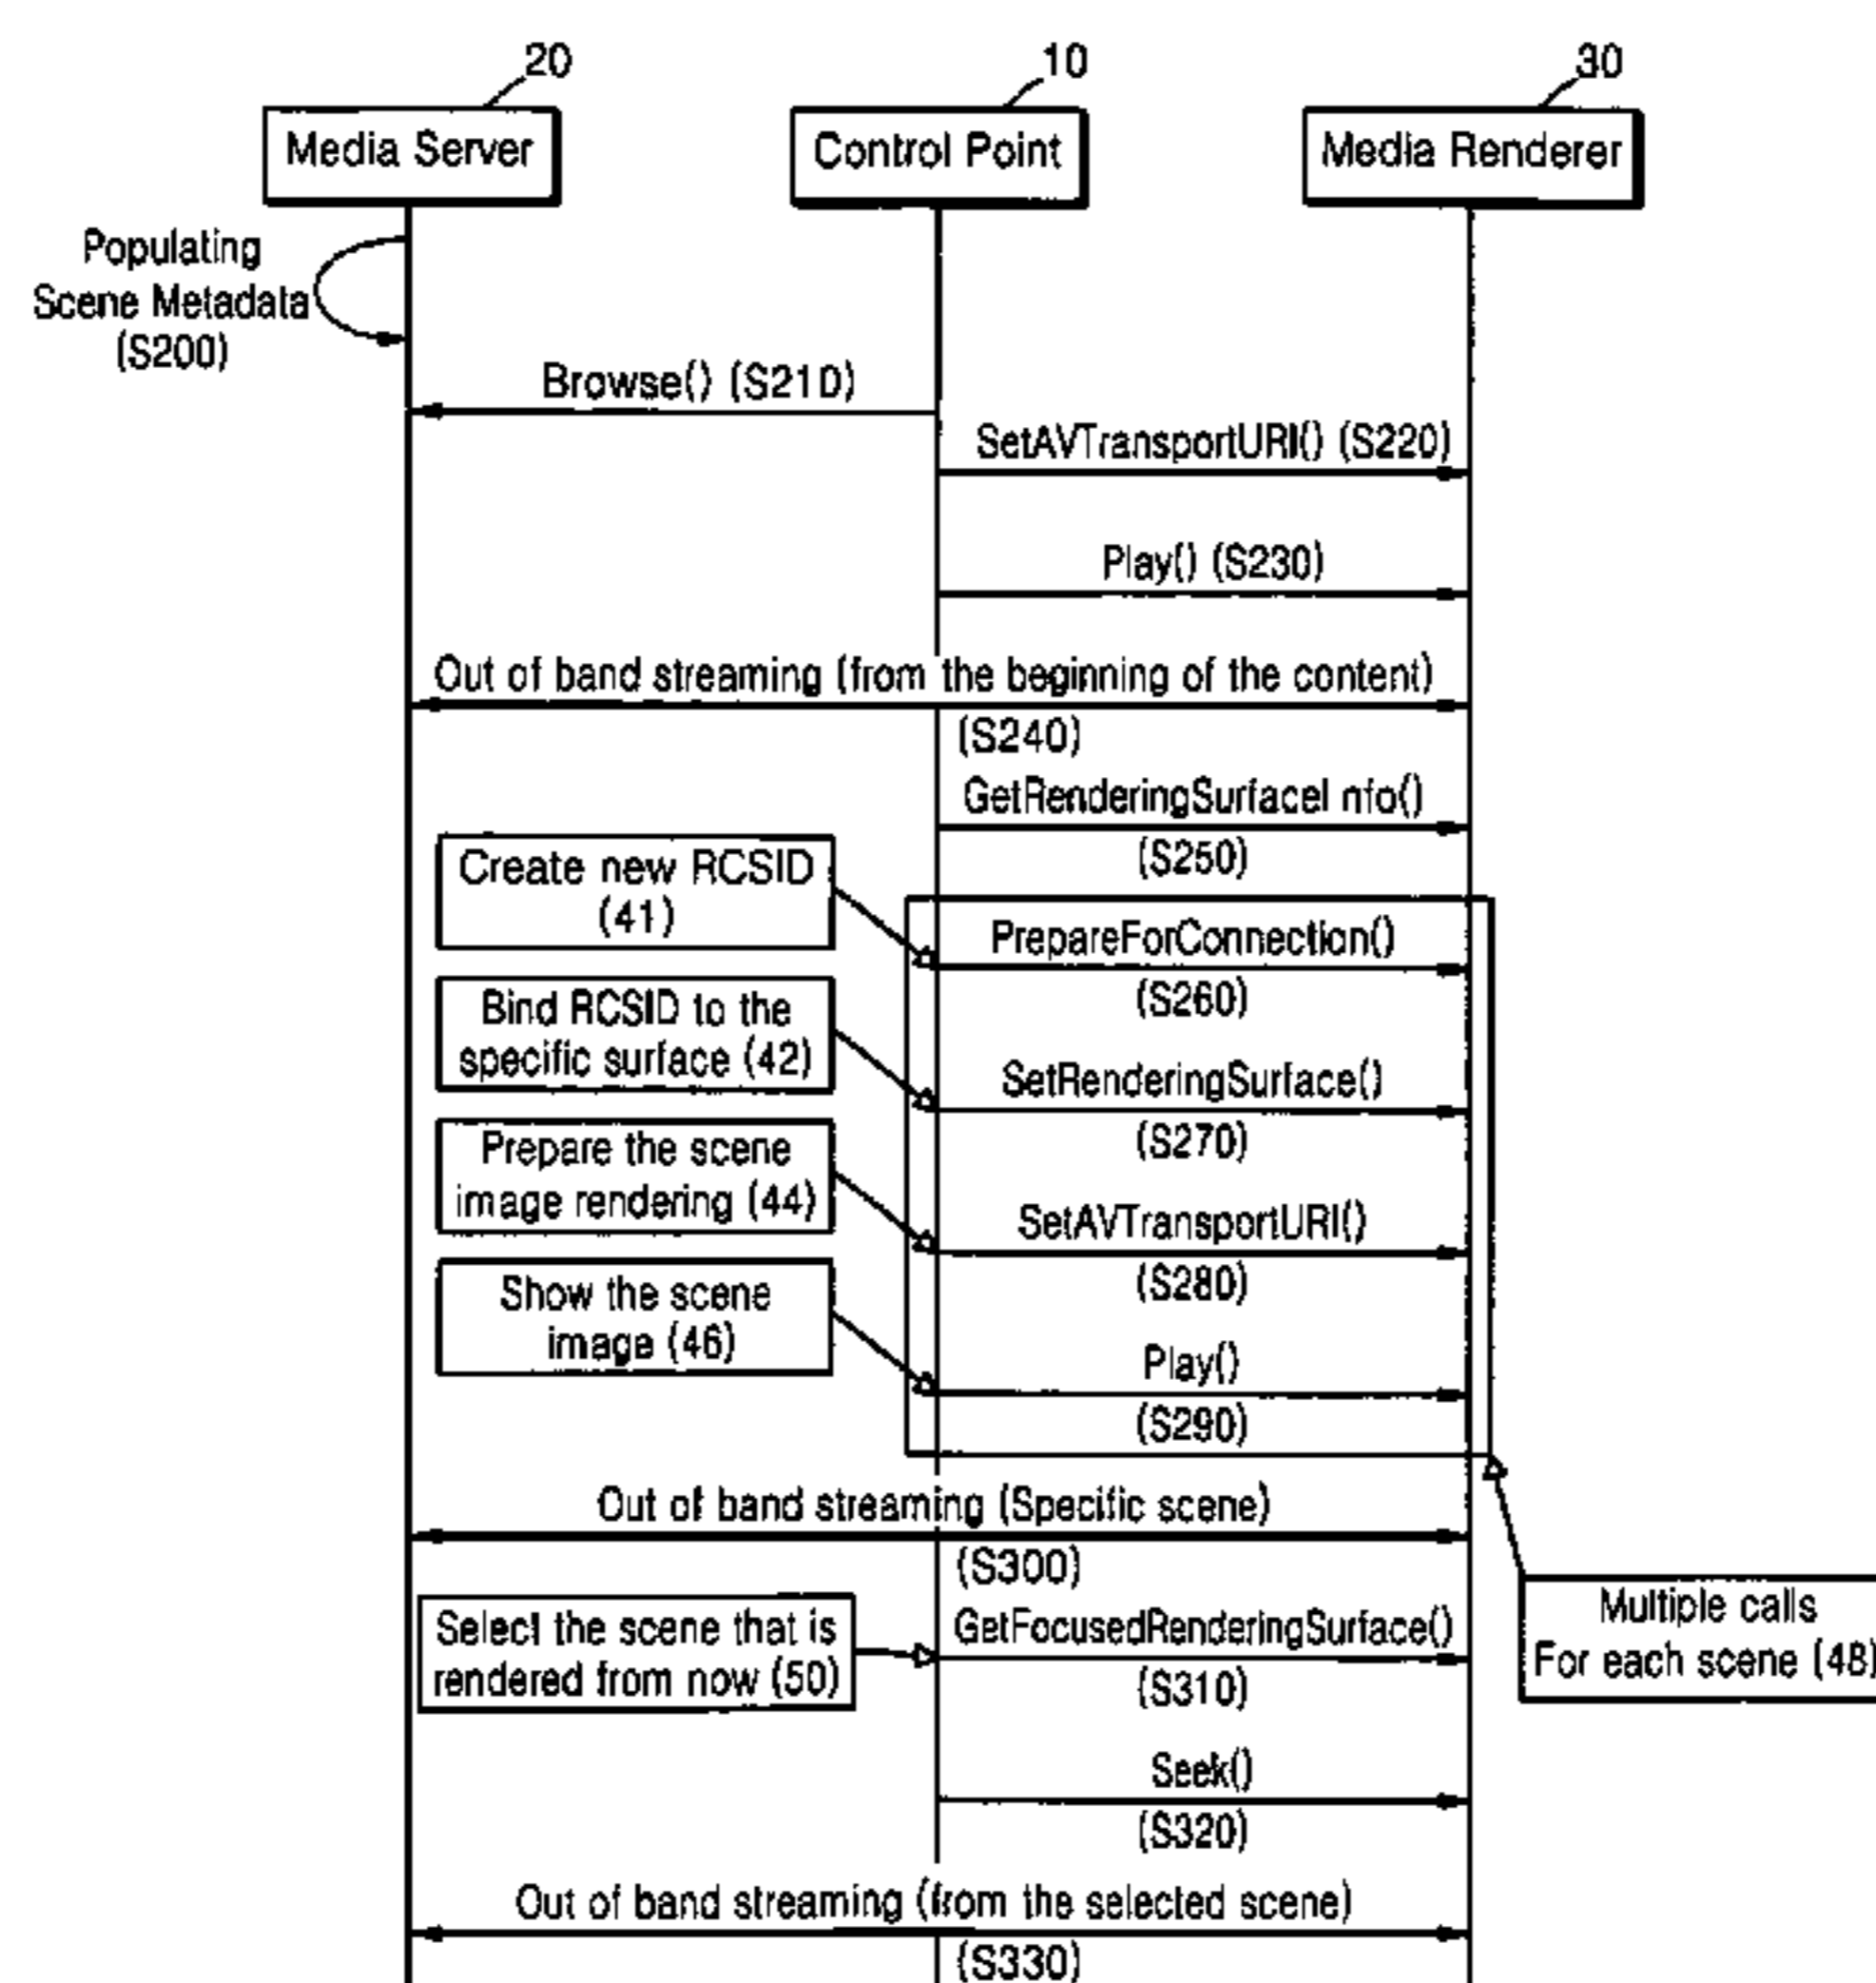 20
10
30
Media Server
Control Point
Media Renderer
Populating
Scene Metadata
(S200)
Browse() (S210)
SetAVTransportURI() (S220)
Play() (S230)
Out of band streaming (from the beginning of the content)
(S240)
GetRenderingSurfaceI nfo()
(S250)
Create new RCSID
(41)
PrepareForConnection()
(S260)
Bind RCSID to the
specific surface (42)
SetRenderingSurface()
(S270)
Prepare the scene
image rendering (44)
SetAVTransportURI()
(S280)
Show the scene
image (46)
Play()
(S290)
Out of band streaming (Specific scene)
(S300)
Multiple calls
For each scene (48)
Select the scene that is
rendered from now (50)
GetFocusedRenderingSurface()
(S310)
Seek()
(S320)
Out of band streaming (from the selected scene)
(S330)